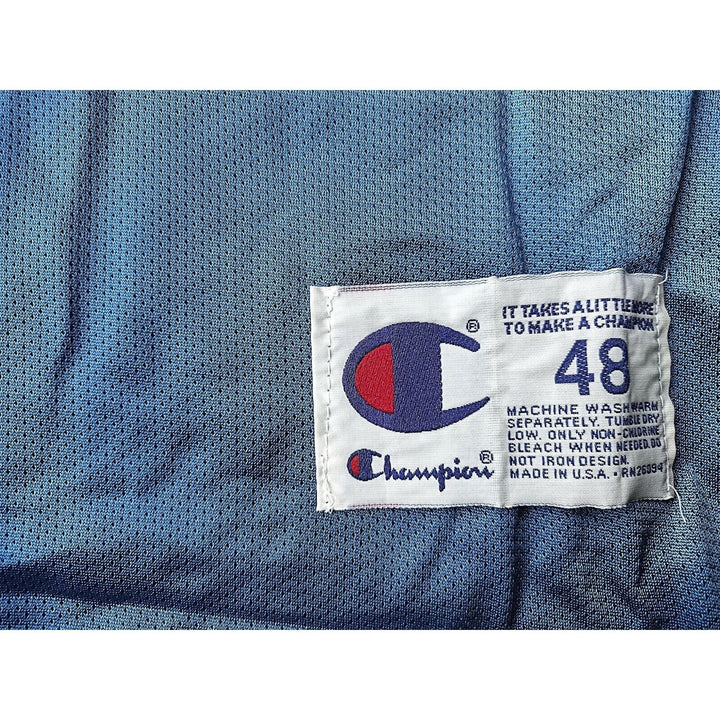 ®
Champion®
IT TAKES A LITTLE MORE
TO MAKE A CHAMPION
48
MACHINE WASH WARM
SEPARATELY. TUMBLE DRY
LOW. ONLY NON-CHLORINE
BLEACH WHEN NEEDED. DO
NOT IRON DESIGN.
MADE IN U.S.A. • RN26094